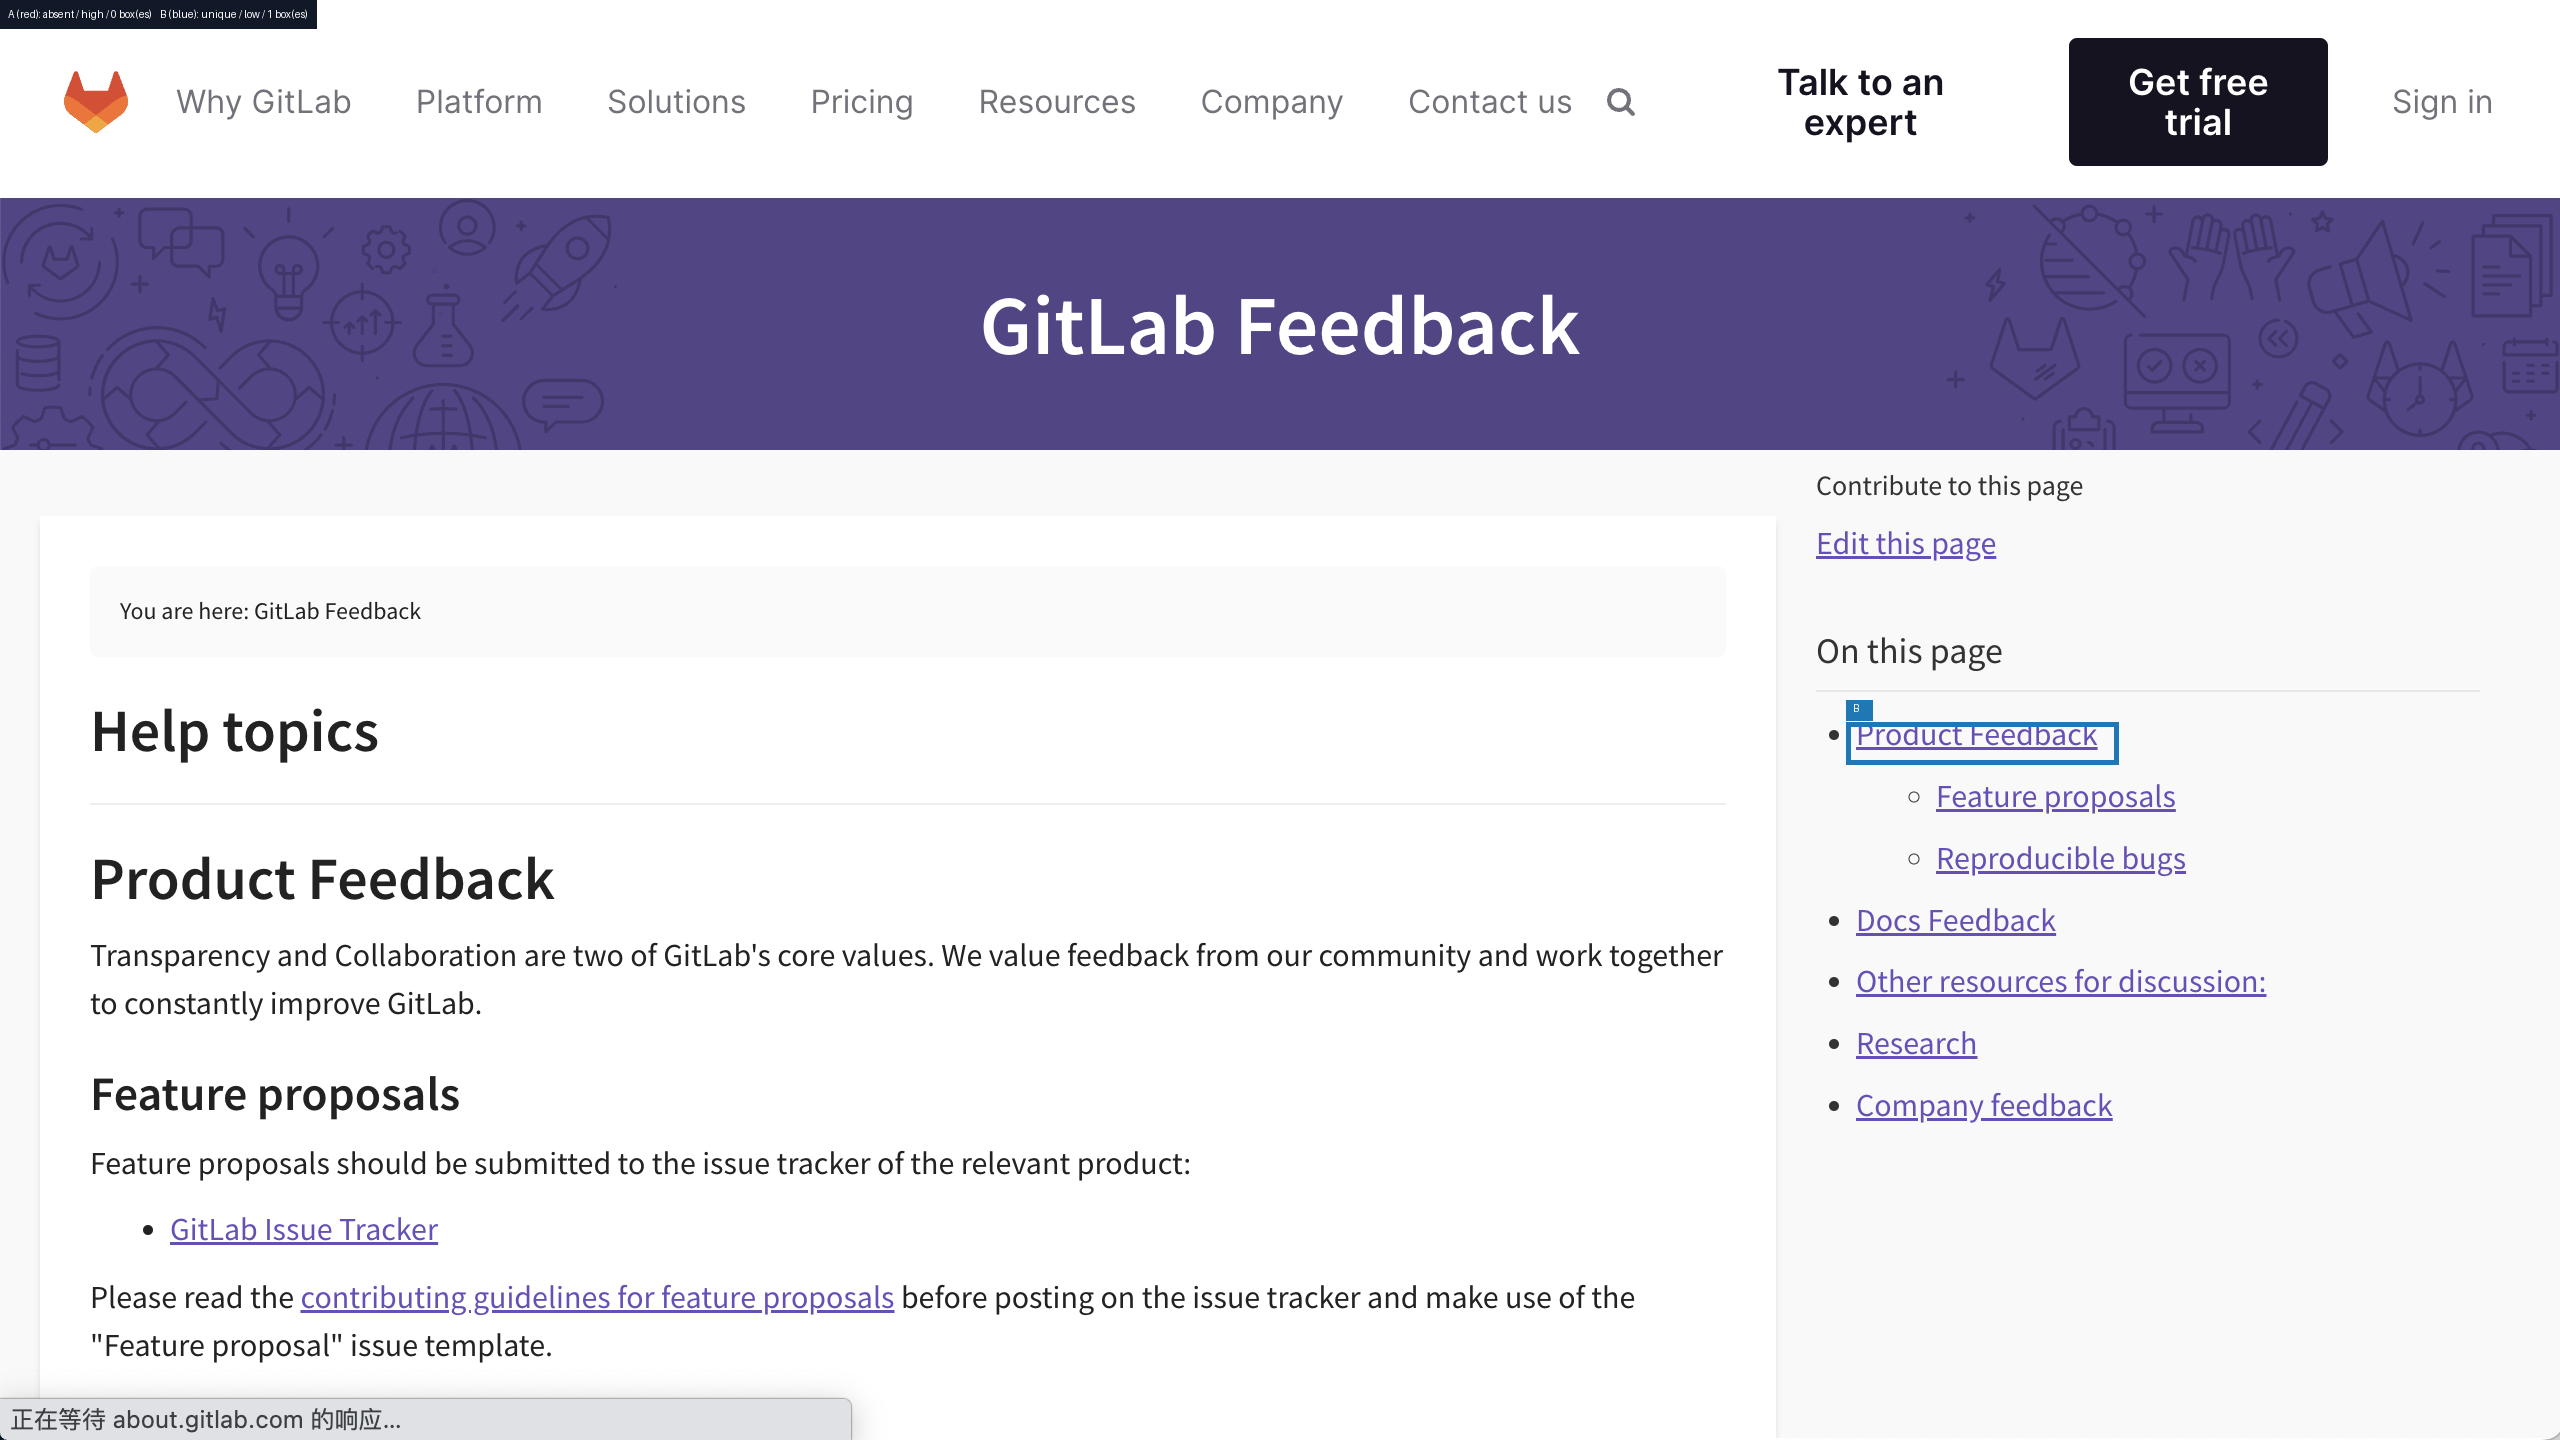 A (red): absent / high / 0 box(es) B (blue): unique / low / 1 box(es)
Why GitLab Platform Solutions Pricing Resources Company Contact us
Talk to an
expert
Get free
trial
Sign in
GitLab Feedback
You are here: GitLab Feedback
Help topics
Product Feedback
Transparency and Collaboration are two of GitLab's core values. We value feedback from our community and work together
to constantly improve GitLab.
Feature proposals
Feature proposals should be submitted to the issue tracker of the relevant product:
GitLab Issue Tracker
Please read the contributing guidelines for feature proposals before posting on the issue tracker and make use of the
"Feature proposal" issue template.
Contribute to this page
Edit this page
On this page
B
Product Feedback
Feature proposals
Reproducible bugs
Docs Feedback
Other resources for discussion:
Research
Company feedback
正在等待 about.gitlab.com 的响应...